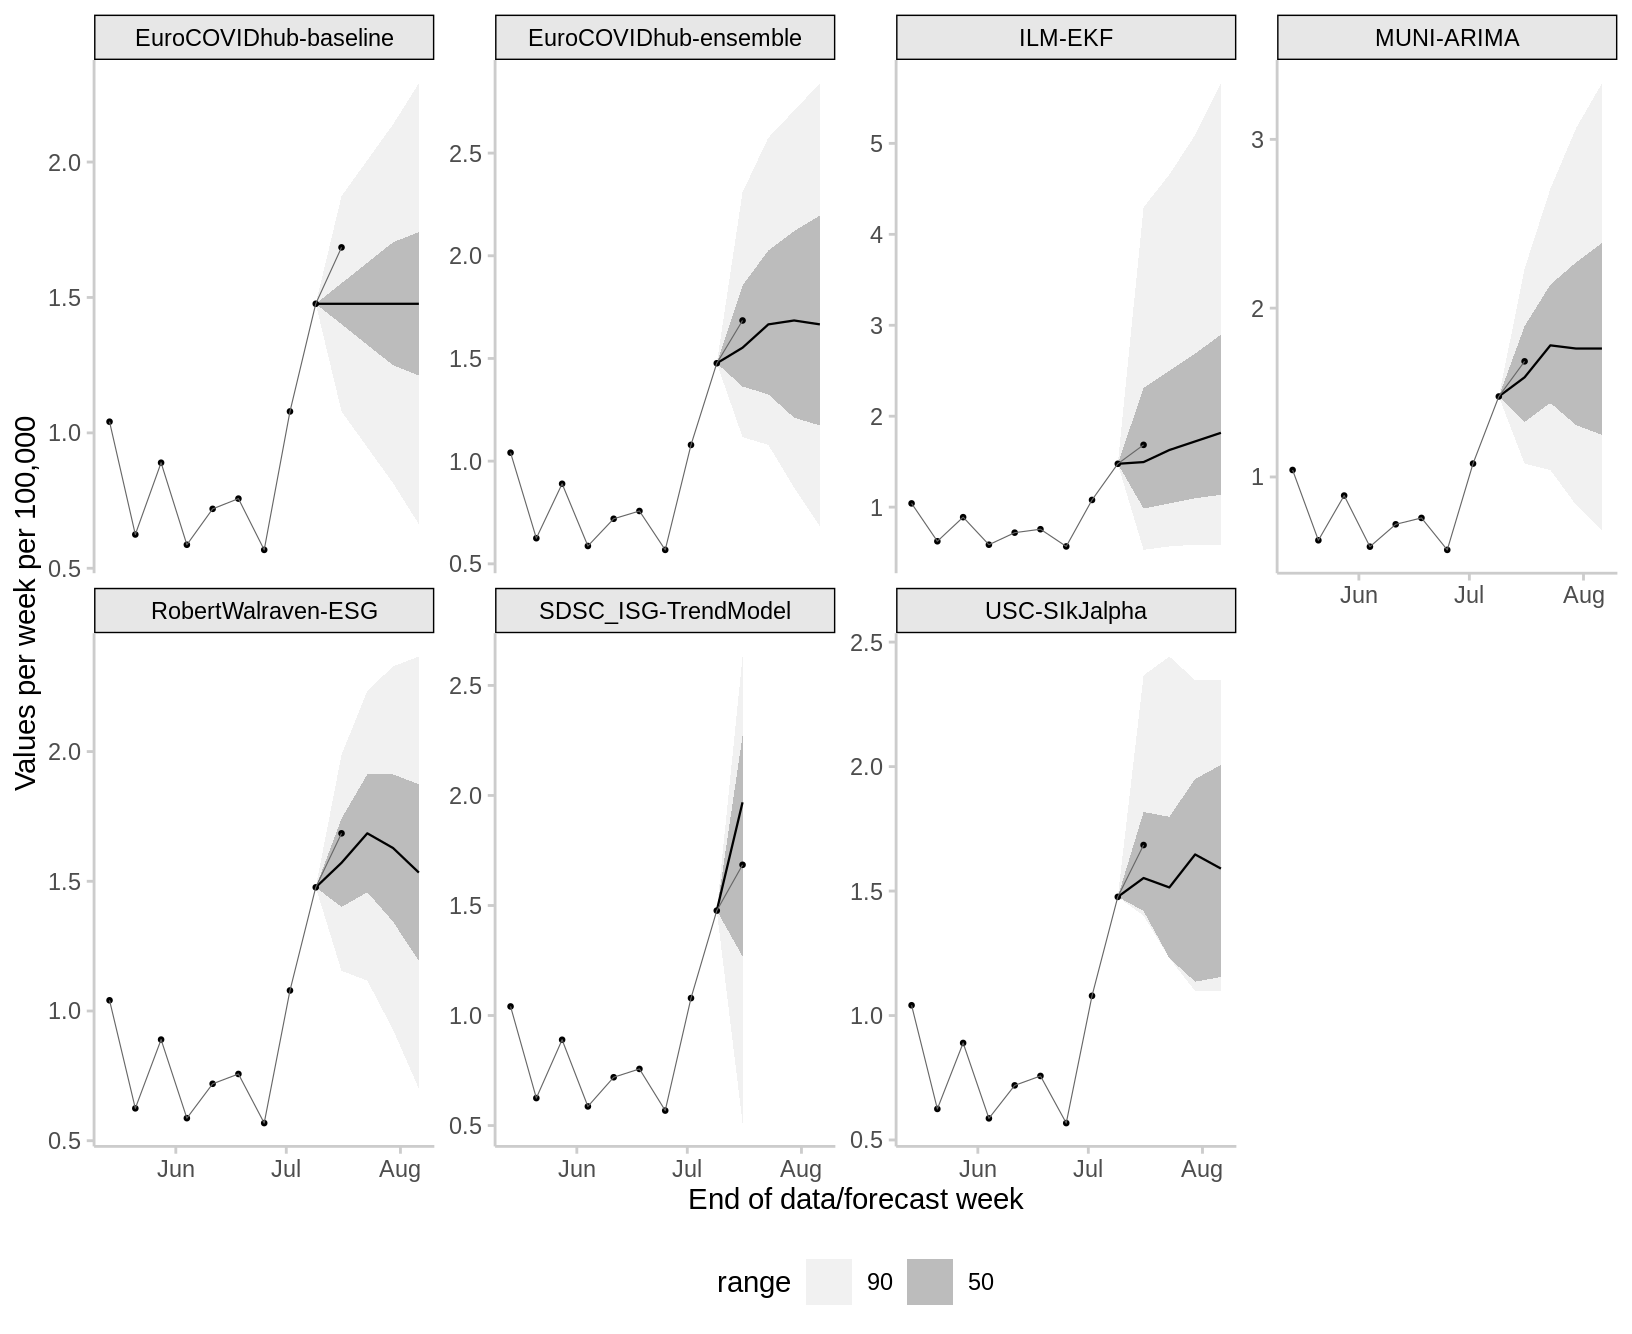 EuroCOVIDhub-baseline
EuroCOVIDhub-ensemble
ILM-EKF
MUNI-ARIMA
2.0
1.5
1.0
0.5
2.5
2.0
1.5
1.0
0.5
5
4
3
2
1
3
2
1
Jun Jul Aug
Values per week per 100,000
RobertWalraven-ESG
SDSC_ISG-TrendModel
USC-SIkJalpha
2.0
1.5
1.0
0.5
2.5
2.0
1.5
1.0
0.5
2.5
2.0
1.5
1.0
0.5
Jun Jul Aug
Jun Jul Aug
Jun Jul Aug
End of data/forecast week
range 90 50